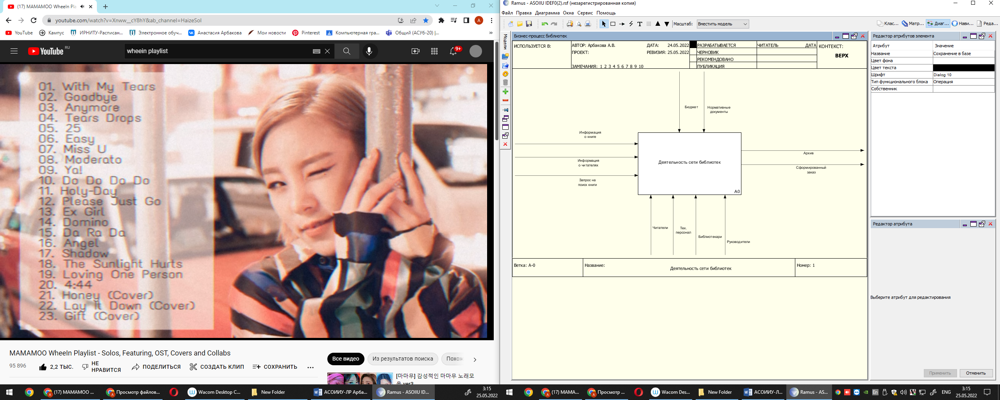 (17) MAMAMOO WheeIn Pla
youtube.com/watch?v=Xnww__cY8hY&ab_channel=HaizeSol
A
YouTube
Кампус
ИРНИТУ-Расписан...
Электронное обуч...
Анастасия Арбакова
Мои новости
Pinterest
Компьютерная гра...
Общий (АСУб-20) |...
»
YouTube RU
wheein playlist
9+
01. With My Tears
02. Goodbye
03. Anymore
04. Tears Drops
05. 25
06. Easy
07. Miss U
08. Moderato
09. Ya!
10. Do Do Do Do
11. Holy-Day
12. Please Just Go
13. Ex Girl
14. Domino
15. Da Ra Da
16. Angel
17. Shadow
18. The Sunlight Hurts
19. Loving One Person
20. 4:44
21. Honey (Cover)
22. Lay It Down (Cover)
23. Gift (Cover)
MAMAMOO WheeIn Playlist - Solos, Featuring, OST, Covers and Collabs
95 896
2,2 ТЫС.
НЕ НРАВИТСЯ
ПОДЕЛИТЬСЯ
СОЗДАТЬ КЛИП
СОХРАНИТЬ
Все видео
Из результатов поиска
Похож
[마마무] 감성적인 마마무 노래모
음 ver3
Ramus - ASOIIU IDEF0(2).rsf (незарегистрированная копия)
Файл Правка Диаграмма Окна Сервис Помощь
Масштаб:
Вместить модель
Клас...
Матр...
Диаг...
Нави...
Реда...
Модели
Бизнес-процесс библиотек
ИСПОЛЬЗУЕТСЯ В:
АВТОР: Арбакова А.В.
ДАТА: 24.05.2022
ПРОЕКТ:
РЕВИЗИЯ: 25.05.2022
ЗАМЕЧАНИЯ: 1 2 3 4 5 6 7 8 9 10
РАЗРАБАТЫВАЕТСЯ
ЧЕРНОВИК
РЕКОМЕНДОВАНО
ПУБЛИКАЦИЯ
ЧИТАТЕЛЬ
ДАТА
КОНТЕКСТ:
ВЕРХ
Бюджет
Нормативные
документы
Информация
о книге
Информация
о читателях
Запрос на
поиск книги
Деятельность сети библиотек
A0
Архив
Сформированный
заказ
Читатели
Тех.
персонал
Библиотекари
Руководители
Ветка: A-0
Название:
Деятельность сети библиотек
Номер: 1
Редактор атрибутов элемента
Атрибут
Значение
Название
Сохранение в базе
Цвет фона
Цвет текста
Шрифт
Dialog 10
Тип функционального блока
Операция
Собственник
Редактор атрибута
Выберите атрибут для редактирования
Применить
Отменить
(17) MAMAMOO ...
Просмотр файлов...
Wacom Desktop C...
New Folder
АСОИИУ-ЛР Арба...
Ramus - ASOIIU ID...
3:15
25.05.2022
(17) MAMA...
Просмотр ...
Wacom Des...
New Folder
АСОИИУ-Л...
Ramus - AS...
En
ENG
3:15
25.05.2022